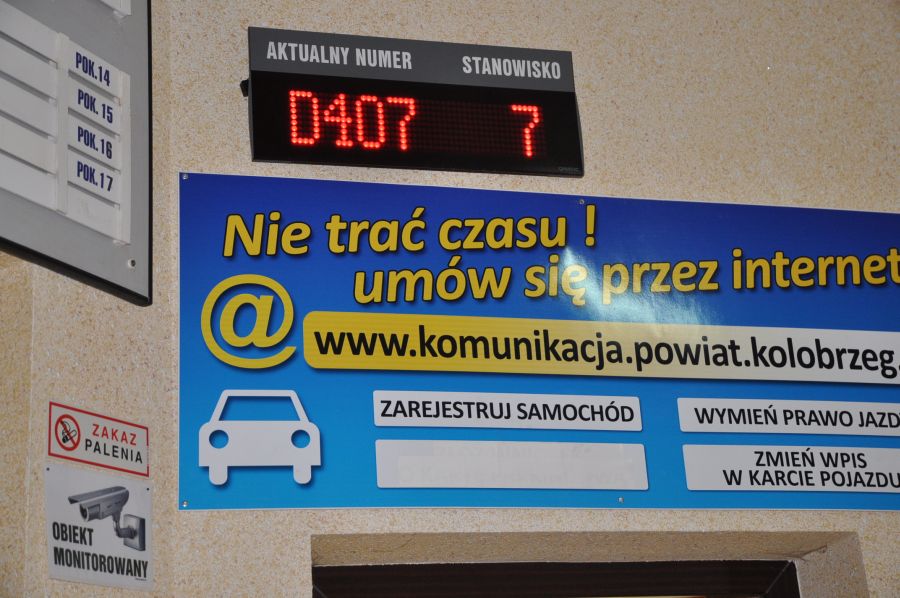 AKTUALNY NUMER STANOWISKO
0407 7
POK.14
POK.15
POK.16
POK.17
Nie trać czasu !
umów się przez internet
@ www.komunikacja.powiat.kolobrzeg.
ZAREJESTRUJ SAMOCHÓD
WYMIEŃ PRAWO JAZD
ZMIEŃ WPIS
W KARCIE POJAZDU
ZAKAZ
PALENIA
OBIEKT
MONITOROWANY